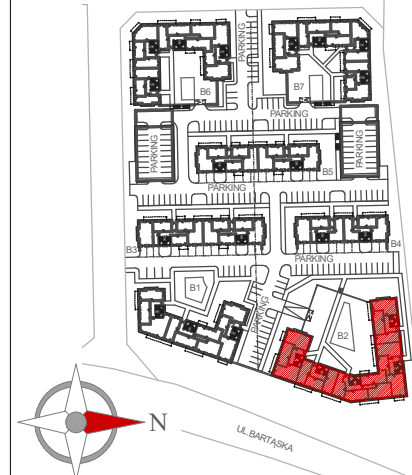 PARKING
B6
B7
PARKING
PARKING
PARKING
B5
PARKING
B3
B4
PARKING
B1
PARKING
B2
N
UL.BARTĄSKA